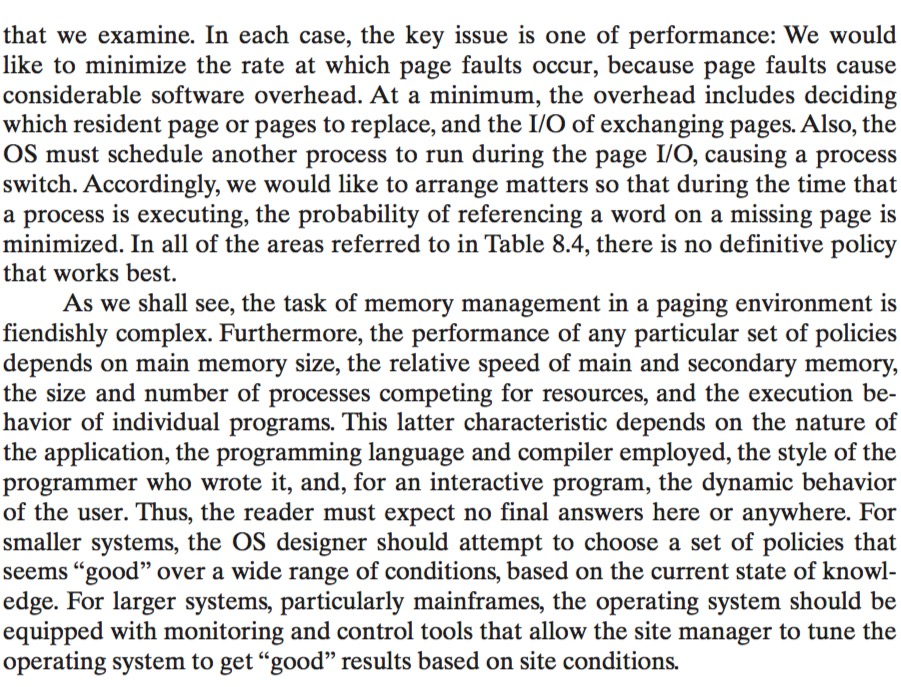 that we examine. In each case, the key issue is one of performance: We would
like to minimize the rate at which page faults occur, because page faults cause
considerable software overhead. At a minimum, the overhead includes deciding
which resident page or pages to replace, and the I/O of exchanging pages. Also, the
OS must schedule another process to run during the page I/O, causing a process
switch. Accordingly, we would like to arrange matters so that during the time that
a process is executing, the probability of referencing a word on a missing page is
minimized. In all of the areas referred to in Table 8.4, there is no definitive policy
that works best.
As we shall see, the task of memory management in a paging environment is
fiendishly complex. Furthermore, the performance of any particular set of policies
depends on main memory size, the relative speed of main and secondary memory,
the size and number of processes competing for resources, and the execution be-
havior of individual programs. This latter characteristic depends on the nature of
the application, the programming language and compiler employed, the style of the
programmer who wrote it, and, for an interactive program, the dynamic behavior
of the user. Thus, the reader must expect no final answers here or anywhere. For
smaller systems, the OS designer should attempt to choose a set of policies that
seems “good” over a wide range of conditions, based on the current state of knowl-
edge. For larger systems, particularly mainframes, the operating system should be
equipped with monitoring and control tools that allow the site manager to tune the
operating system to get “good” results based on site conditions.